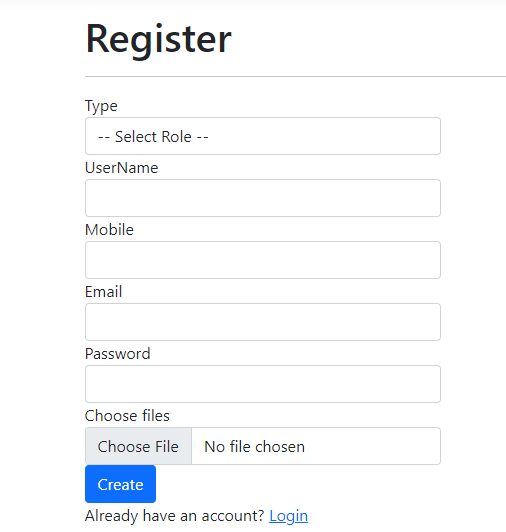 Register
Type
-- Select Role --
UserName
Mobile
Email
Password
Choose files
Choose File No file chosen
Create
Already have an account? Login